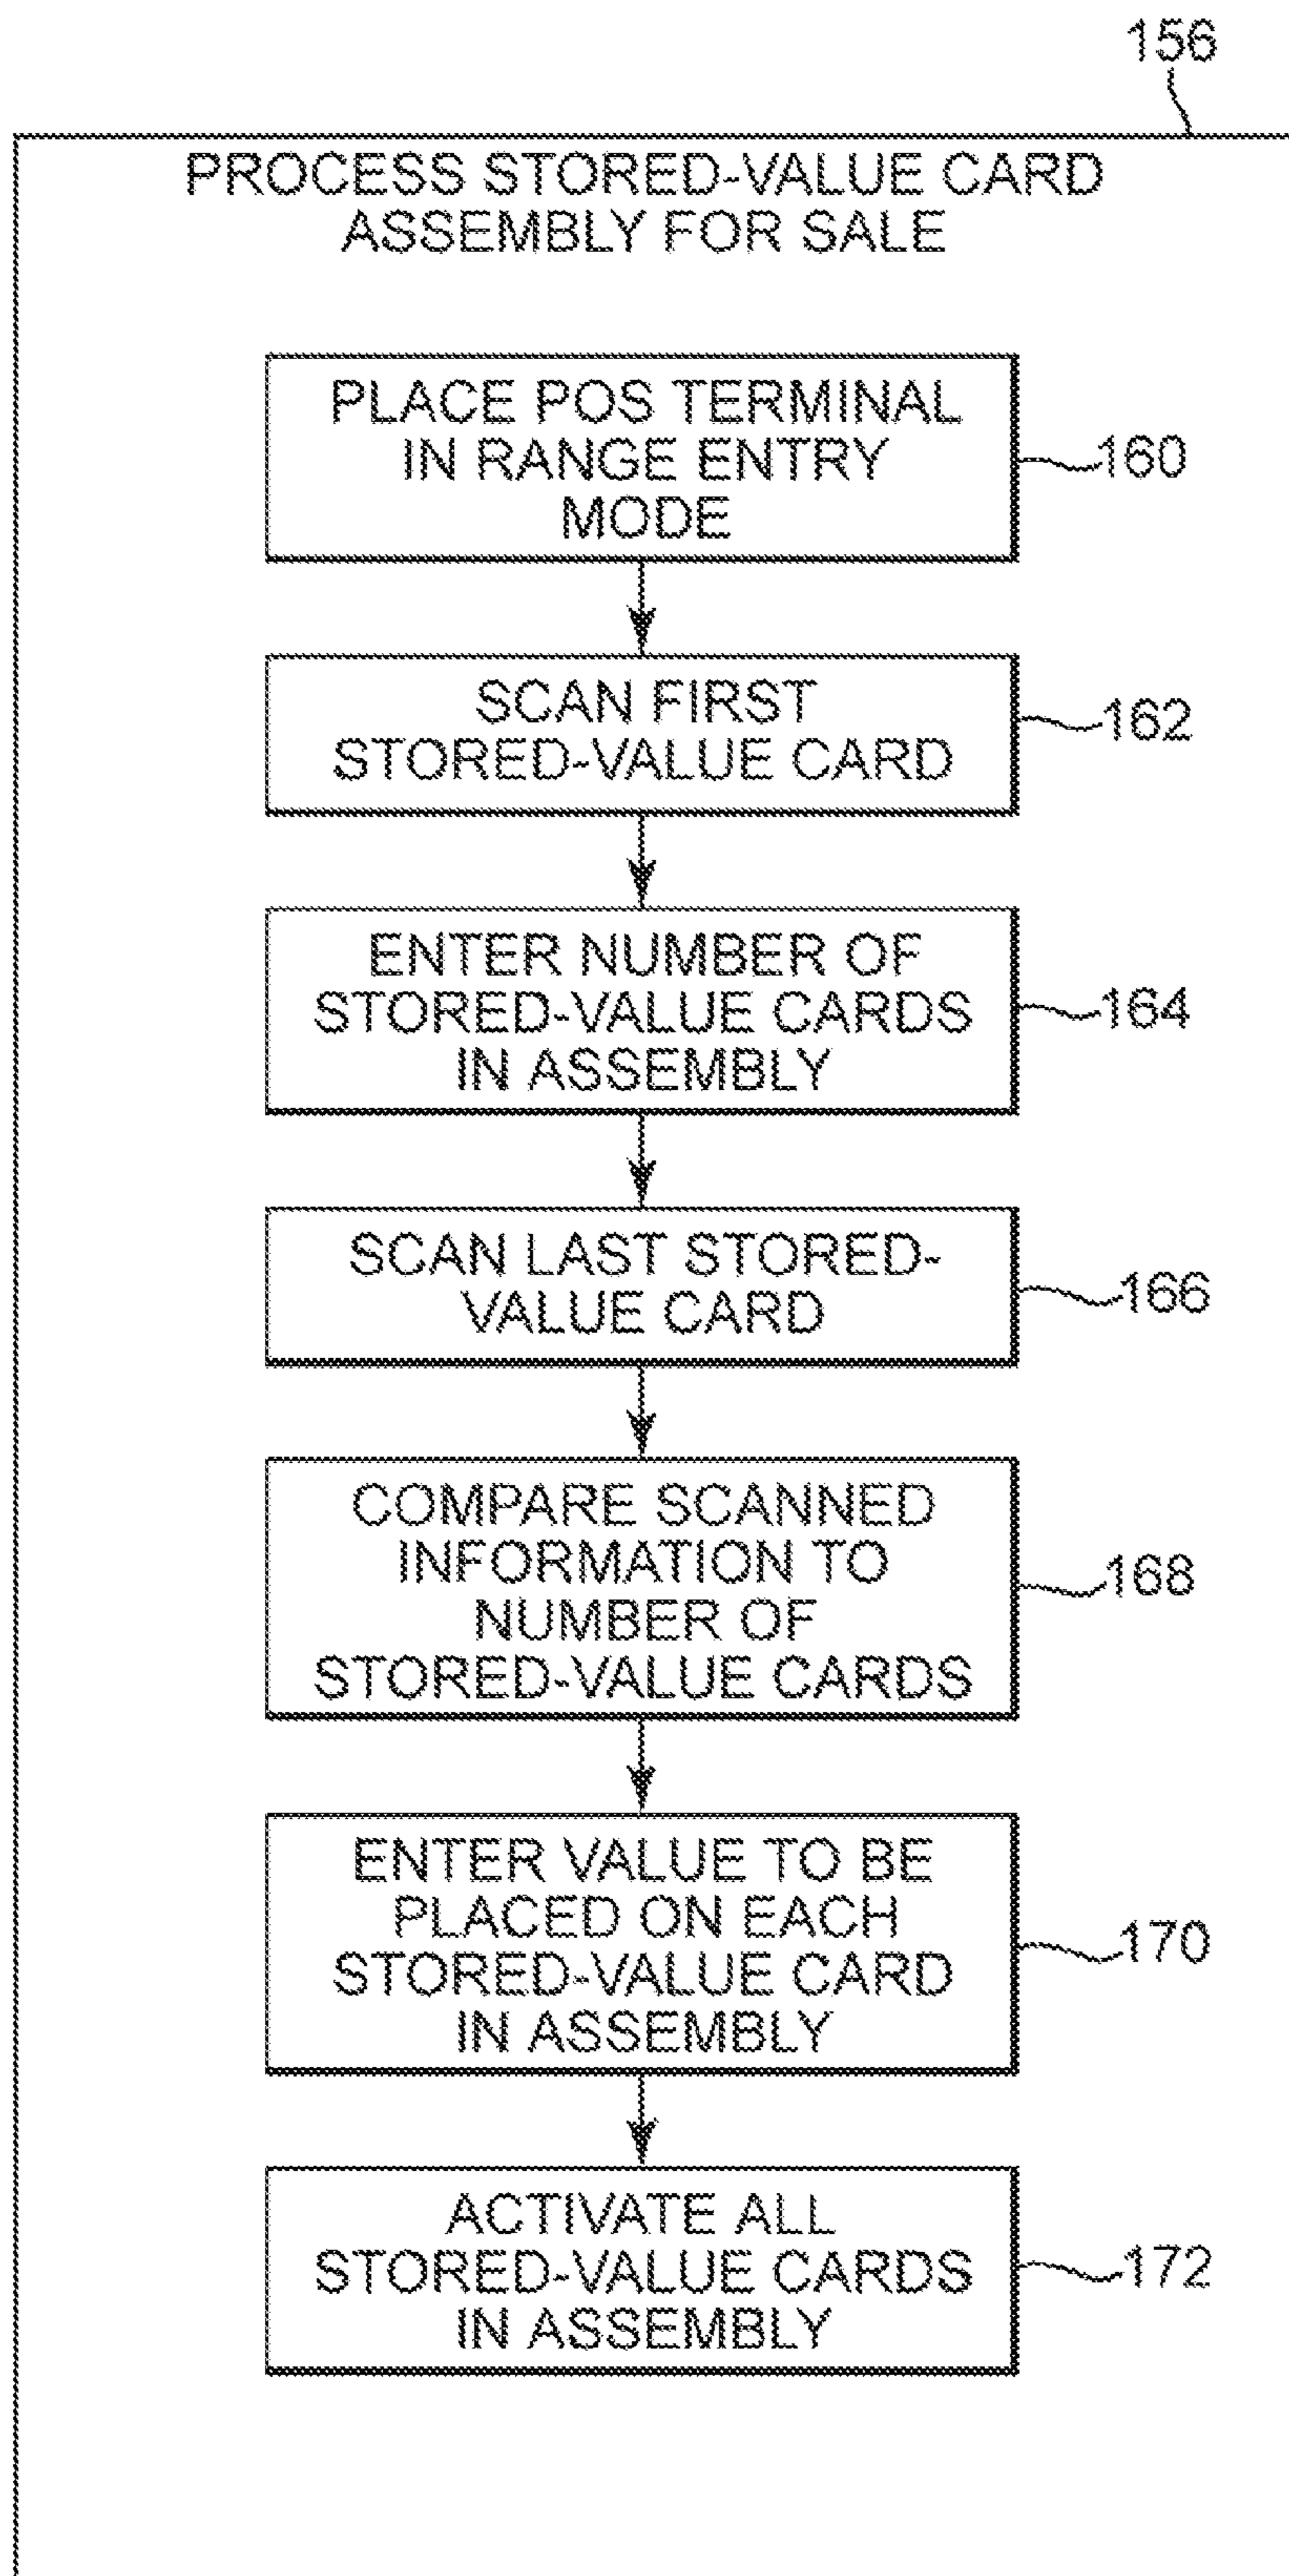 156
PROCESS STORED-VALUE CARD
ASSEMBLY FOR SALE
PLACE POS TERMINAL
IN RANGE ENTRY
MODE
160
SCAN FIRST
STORED-VALUE CARD
162
ENTER NUMBER OF
STORED-VALUE CARDS
IN ASSEMBLY
164
SCAN LAST STORED-
VALUE CARD
166
COMPARE SCANNED
INFORMATION TO
NUMBER OF
STORED-VALUE CARDS
168
ENTER VALUE TO BE
PLACED ON EACH
STORED-VALUE CARD
IN ASSEMBLY
170
ACTIVATE ALL
STORED-VALUE CARDS
IN ASSEMBLY
172